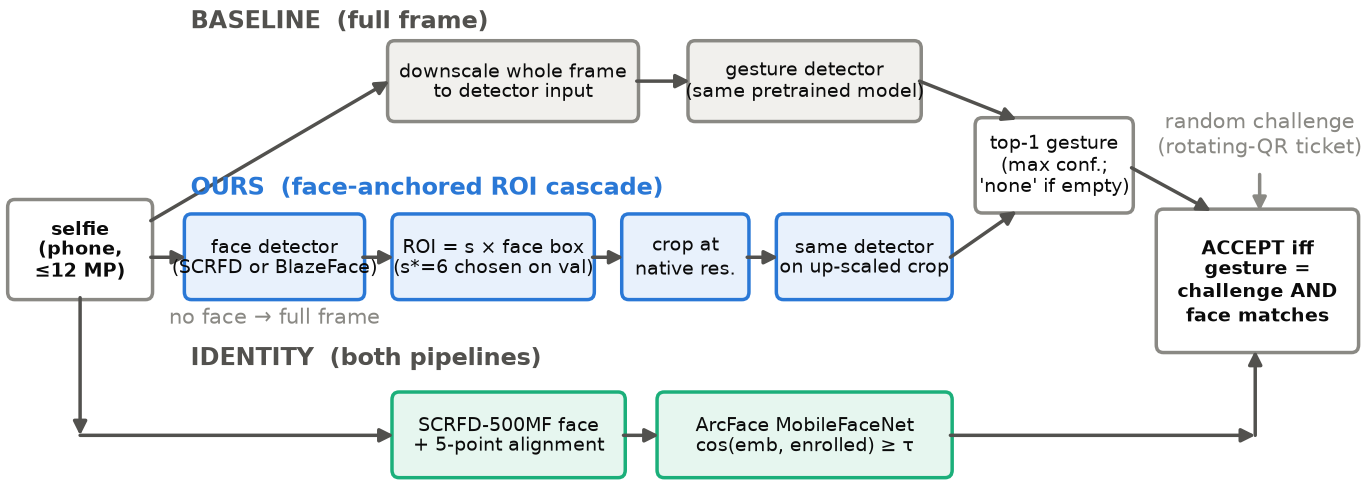 BASELINE  (full frame)
downscale whole frame
to detector input
gesture detector
(same pretrained model)
top-1 gesture
(max conf.;
'none' if empty)
random challenge
(rotating-QR ticket)
OURS  (face-anchored ROI cascade)
selfie
(phone,
≤12 MP)
face detector
(SCRFD or BlazeFace)
ROI = s × face box
(s*=6 chosen on val)
crop at
native res.
same detector
on up-scaled crop
ACCEPT iff
gesture =
challenge AND
face matches
no face → full frame
IDENTITY  (both pipelines)
SCRFD-500MF face
+ 5-point alignment
ArcFace MobileFaceNet
cos(emb, enrolled) ≥ τ